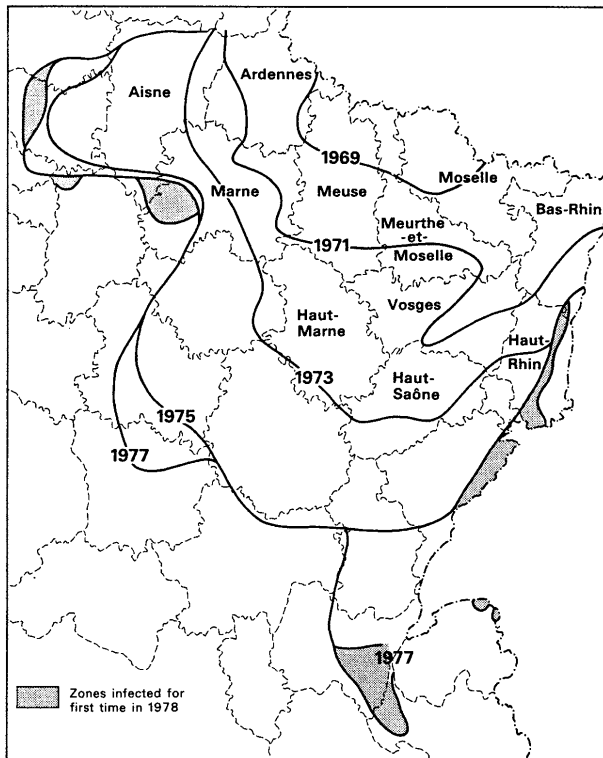 Ardennes
Aisne
1969
Moselle
Marne
Meuse
Bas-Rhin
Meurthe
-et-
Moselle
1971
Vosges
Haut-
Marne
Haut-
Rhin
1973
Haut-
Saône
1975
1977
1977
Zones infected for
first time in 1978